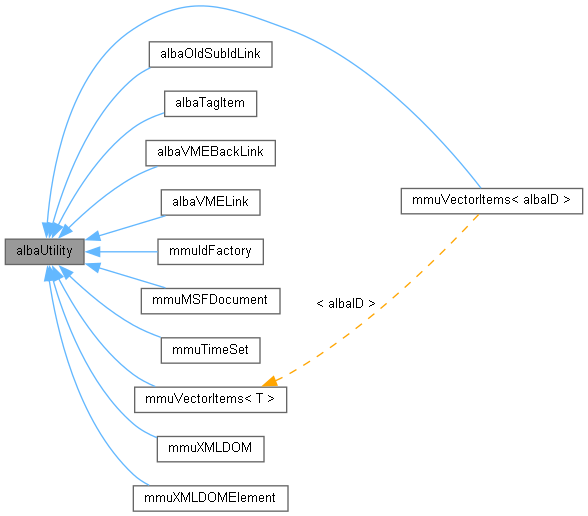 albaOldSubIdLink
albaTagItem
albaVMEBackLink
albaVMELink
mmuVectorItems< albaID >
albaUtility
mmuIdFactory
mmuMSFDocument
< albaID >
mmuTimeSet
mmuVectorItems< T >
mmuXMLDOM
mmuXMLDOMElement